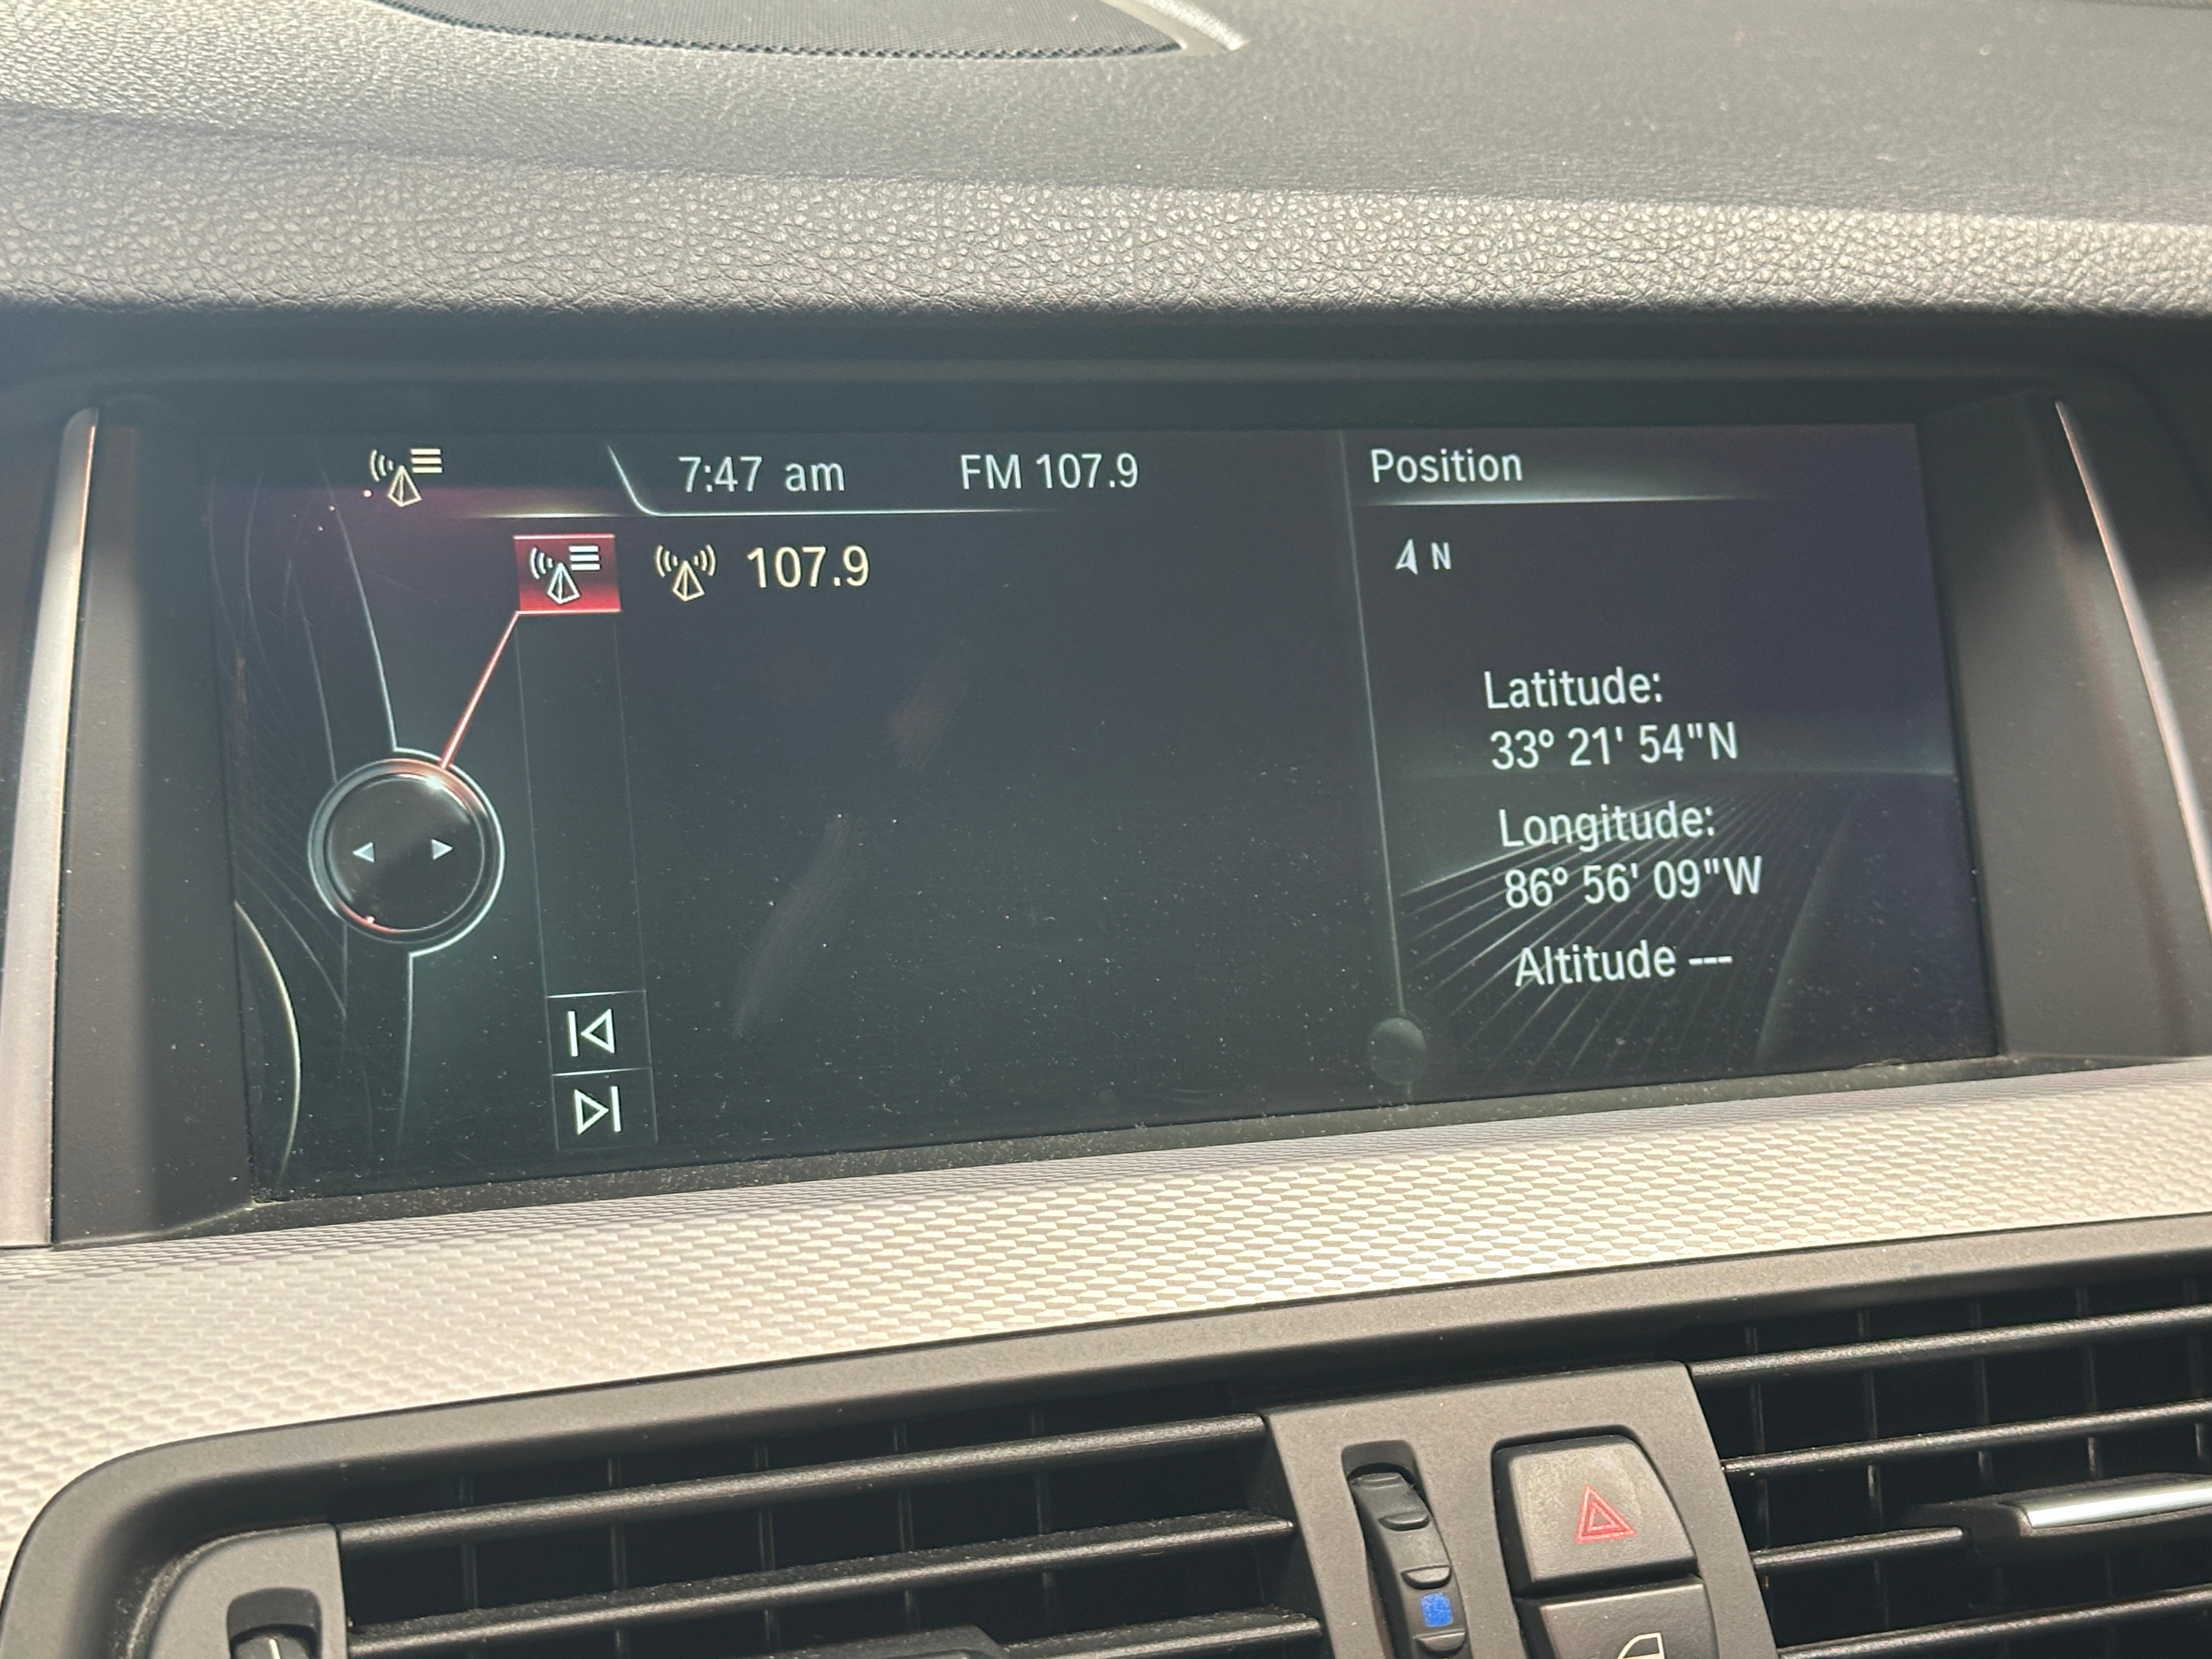 7:47 am FM 107.9
107.9
Position
N
Latitude:
33° 21' 54"N
Longitude:
86° 56' 09"W
Altitude ---